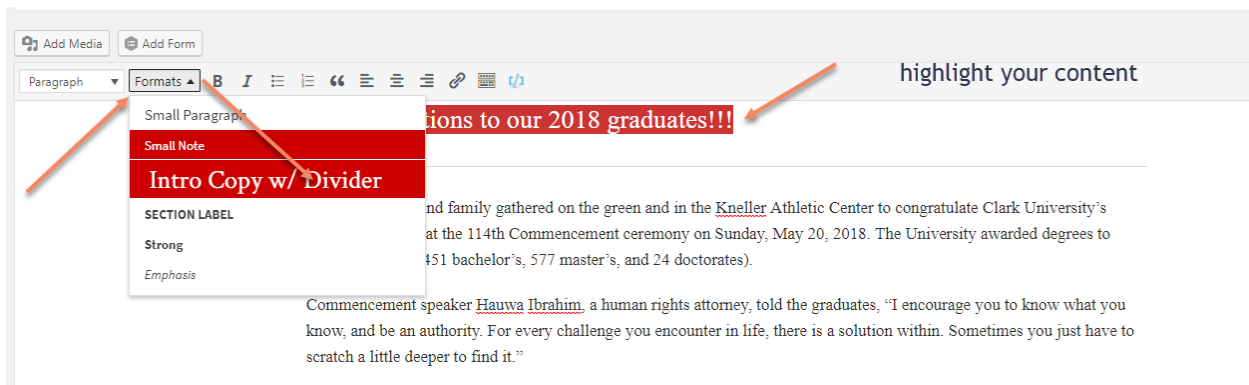 Add Media Add Form
Paragraph Formats B I
highlight your content
Small Paragraph
tions to our 2018 graduates!!!
Small Note
Intro Copy w/ Divider
SECTION LABEL
nd family gathered on the green and in the Kneller Athletic Center to congratulate Clark University’s
Strong
at the 114th Commencement ceremony on Sunday, May 20, 2018. The University awarded degrees to
451 bachelor’s, 577 master’s, and 24 doctorates).
Emphasis
Commencement speaker Hauwa Ibrahim, a human rights attorney, told the graduates, “I encourage you to know what you
know, and be an authority. For every challenge you encounter in life, there is a solution within. Sometimes you just have to
scratch a little deeper to find it.”